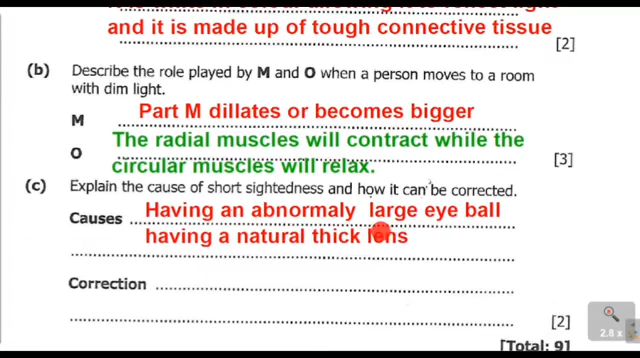 and it is made up of tough connective tissue
[2]
(b) Describe the role played by M and O when a person moves to a room
with dim light.
Part M dillates or becomes bigger
M
The radial muscles will contract while the
O
circular muscles will relax. [3]
(c) Explain the cause of short sightedness and how it can be corrected.
Causes Having an abnormaly large eye ball
having a natural thick lens
Correction
[2]
[Total: 9]
2.8 x